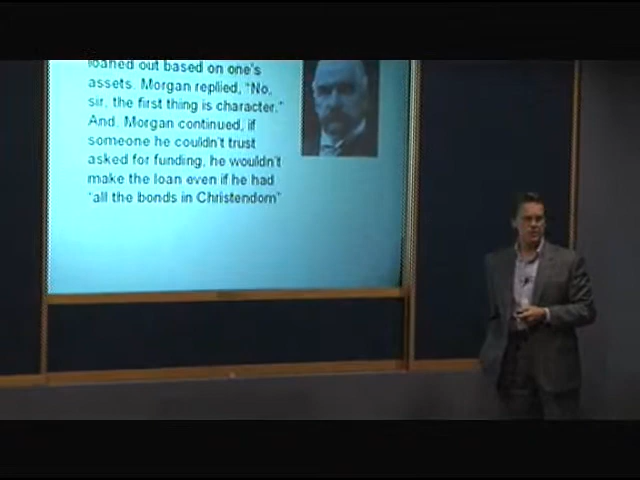 loaned out based on one's
assets. Morgan replied, "No,
sir, the first thing is character."
And, Morgan continued, if
someone he couldn't trust
asked for funding, he wouldn't
make the loan even if he had
"all the bonds in Christendom"